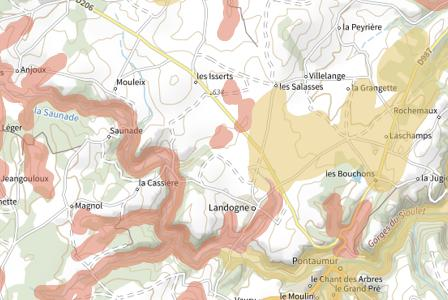 D206
la Peyrière
Anjoux
D987
Mouleix
les Isserts
Villelange
les Salasses
la Grangette
la Saunade
Rochemaux
Léger
Saunade
Laschamps
Jeangouloux
la Cassière
les Bouchons
la Jugie
Magnol
Landogne
Gorges du Sioulet
Pontaumur
le Chant des Arbres
le Grand Pré
le Moulin